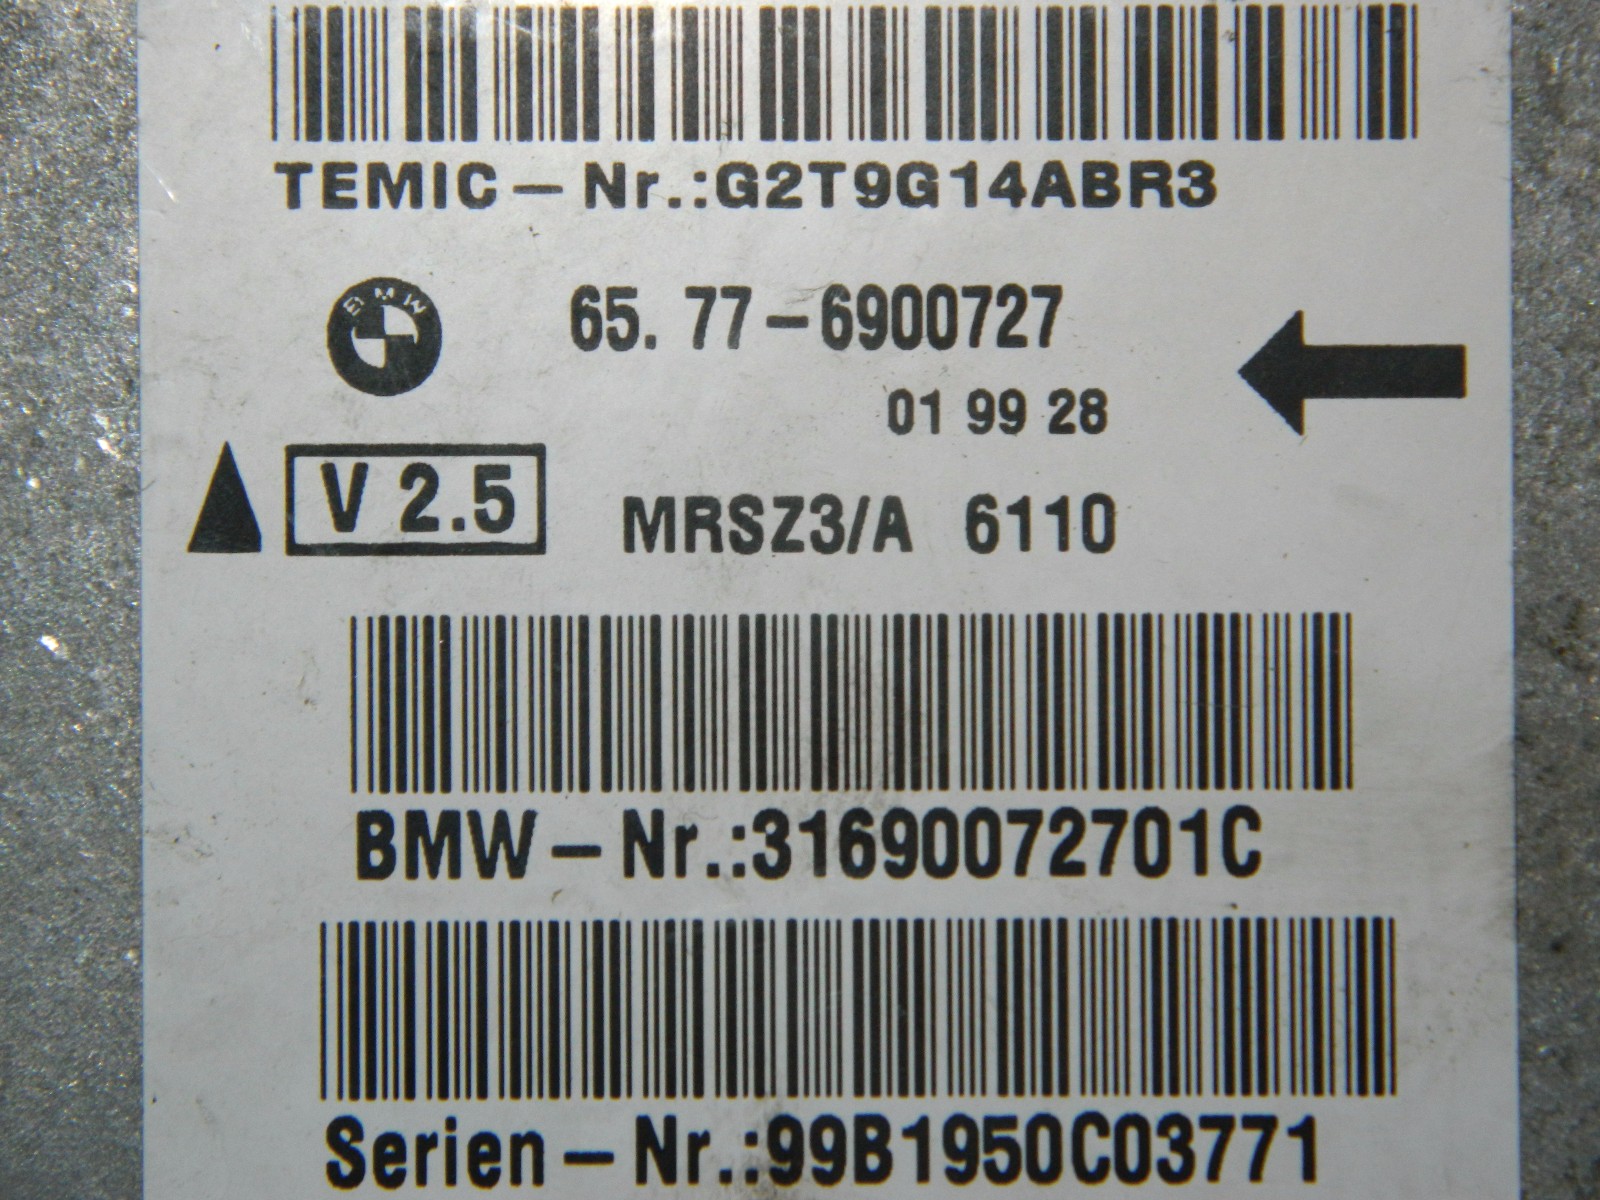 TEMIC-Nr.:G2T9G14ABR3
BMW
65.77-6900727
01 99 28
V 2.5
MRSZ3/A 6110
BMW-Nr.:31690072701C
Serien-Nr.:99B1950C03771